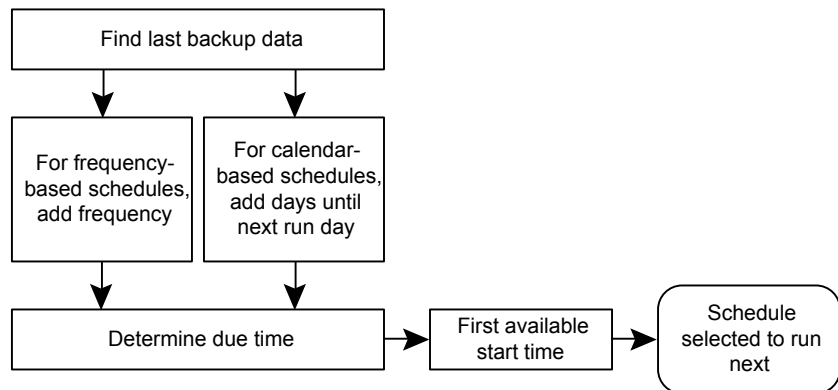 Find last backup data
For frequency-
based schedules,
add frequency
For calendar-
based schedules,
add days until
next run day
Determine due time
First available
start time
Schedule
selected to run
next